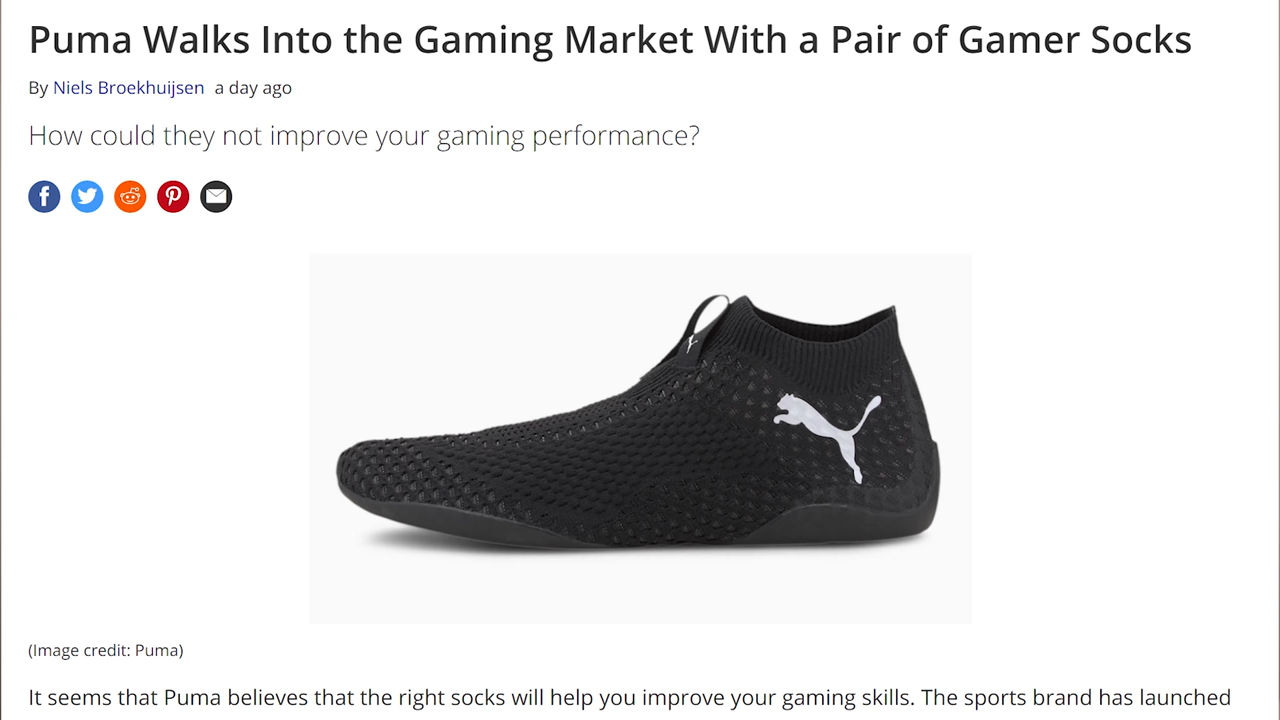 Puma Walks Into the Gaming Market With a Pair of Gamer Socks
By Niels Broekhuijsen a day ago
How could they not improve your gaming performance?
(Image credit: Puma)
It seems that Puma believes that the right socks will help you improve your gaming skills. The sports brand has launched